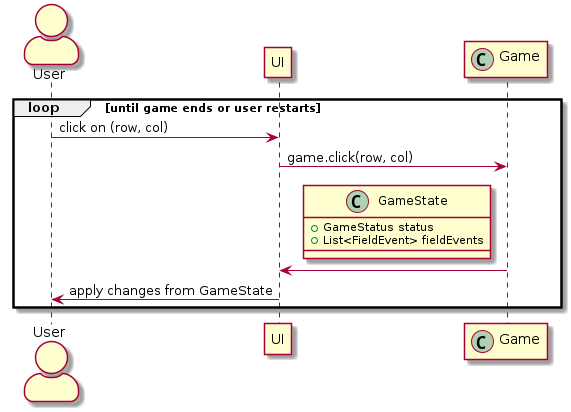 User
UI
C Game
loop [until game ends or user restarts]
click on (row, col)
game.click(row, col)
C GameState
GameStatus status
List<FieldEvent> fieldEvents
apply changes from GameState
User
UI
C Game